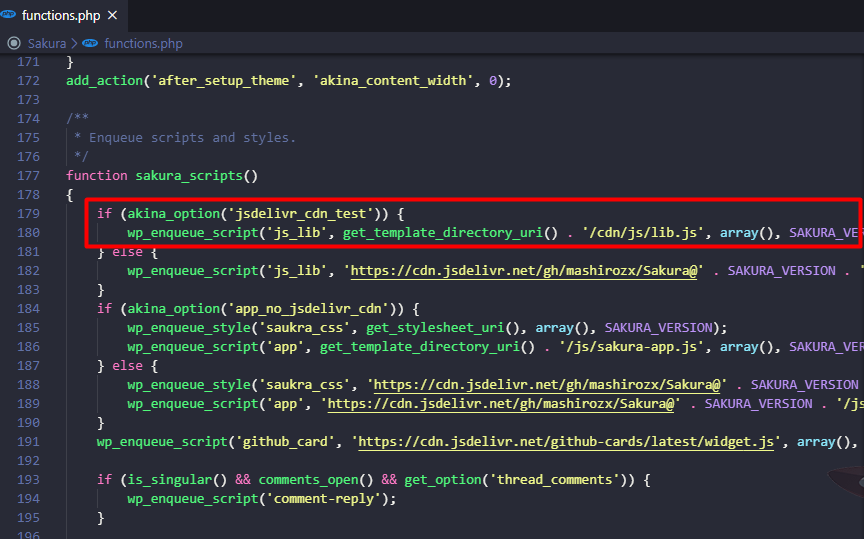 functions.php ×
Sakura > functions.php
171 }
172 add_action('after_setup_theme', 'akina_content_width', 0);
173
174 /**
175  * Enqueue scripts and styles.
176  */
177 function sakura_scripts()
178 {
179     if (akina_option('jsdelivr_cdn_test')) {
180         wp_enqueue_script('js_lib', get_template_directory_uri() . '/cdn/js/lib.js', array(), SAKURA_VER
181     } else {
182         wp_enqueue_script('js_lib', 'https://cdn.jsdelivr.net/gh/mashirozx/Sakura@' . SAKURA_VERSION . '
183     }
184     if (akina_option('app_no_jsdelivr_cdn')) {
185         wp_enqueue_style('saukra_css', get_stylesheet_uri(), array(), SAKURA_VERSION);
186         wp_enqueue_script('app', get_template_directory_uri() . '/js/sakura-app.js', array(), SAKURA_VER
187     } else {
188         wp_enqueue_style('saukra_css', 'https://cdn.jsdelivr.net/gh/mashirozx/Sakura@' . SAKURA_VERSION
189         wp_enqueue_script('app', 'https://cdn.jsdelivr.net/gh/mashirozx/Sakura@' . SAKURA_VERSION . '/js
190     }
191     wp_enqueue_script('github_card', 'https://cdn.jsdelivr.net/github-cards/latest/widget.js', array(),
192
193     if (is_singular() && comments_open() && get_option('thread_comments')) {
194         wp_enqueue_script('comment-reply');
195     }
196